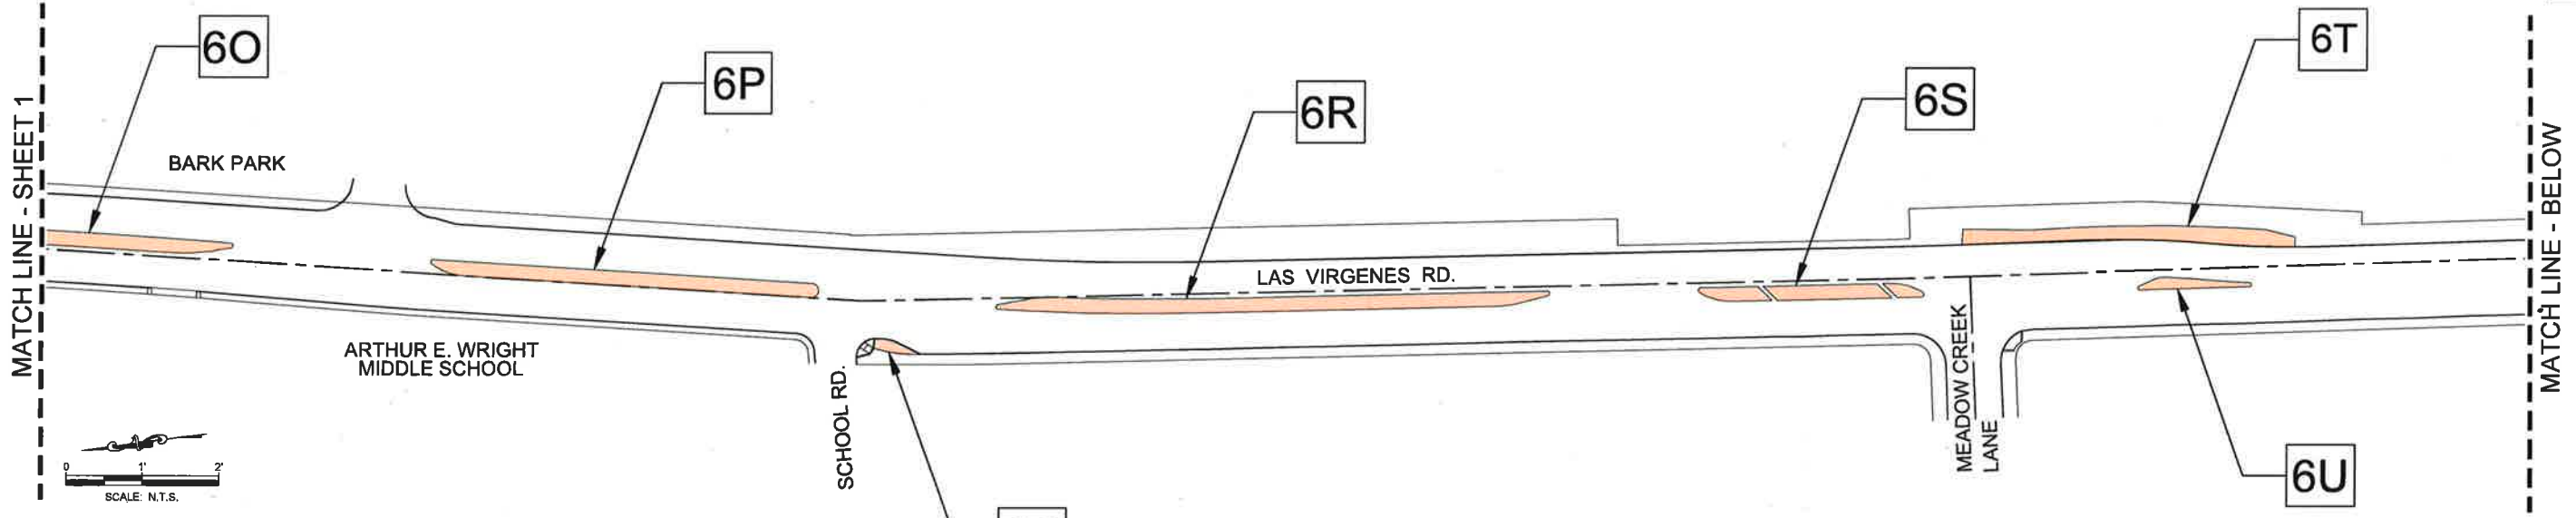 6O
6P
6R
6S
6T
MATCH LINE - SHEET 1
BARK PARK
LAS VIRGENES RD.
MATCH LINE - BELOW
ARTHUR E. WRIGHT
MIDDLE SCHOOL
SCHOOL RD.
MEADOW CREEK
LANE
6U
0 1' 2'
SCALE: N.T.S.